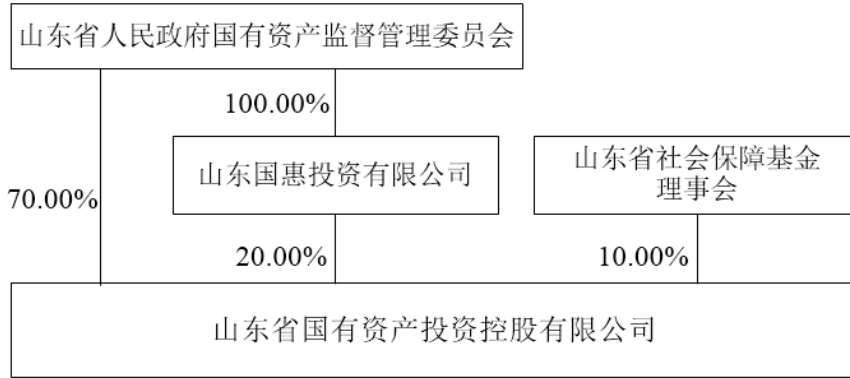 山东省人民政府国有资产监督管理委员会
100.00%
山东国惠投资有限公司
山东省社会保障基金
理事会
70.00%
20.00%
10.00%
山东省国有资产投资控股有限公司